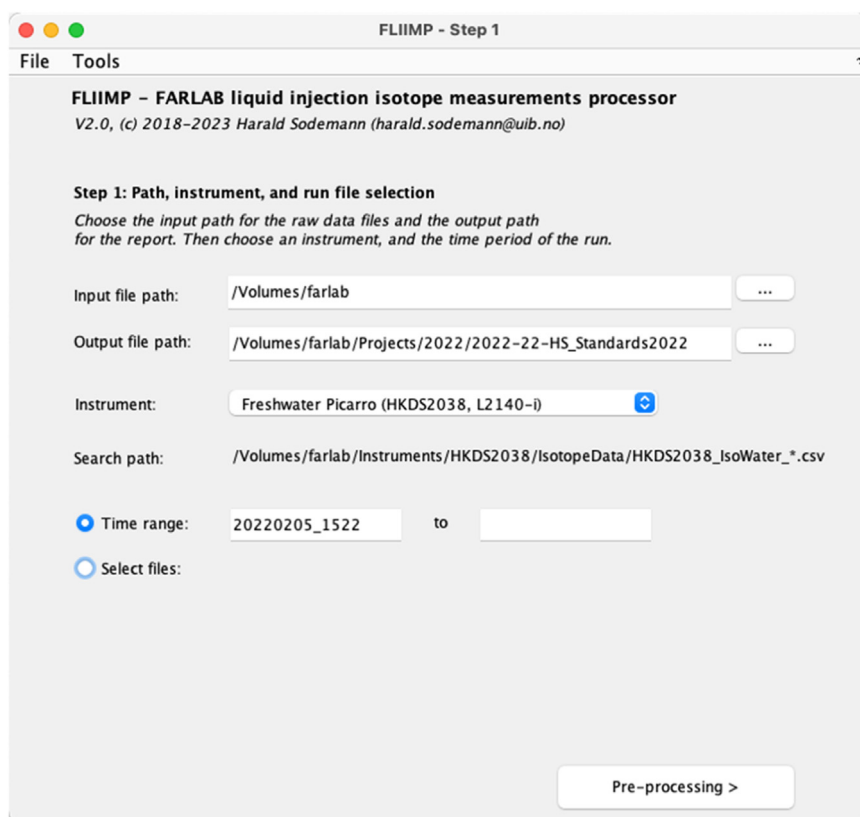 FLIIMP - Step 1
File Tools
FLIIMP - FARLAB liquid injection isotope measurements processor
V2.0, (c) 2018-2023 Harald Sodemann (harald.sodemann@uib.no)
Step 1: Path, instrument, and run file selection
Choose the input path for the raw data files and the output path
for the report. Then choose an instrument, and the time period of the run.
Input file path: /Volumes/farlab ...
Output file path: /Volumes/farlab/Projects/2022/2022-22-HS_Standards2022 ...
Instrument: Freshwater Picarro (HKDS2038, L2140-i)
Search path: /Volumes/farlab/Instruments/HKDS2038/IsotopeData/HKDS2038_IsoWater_*.csv
Time range: 20220205_1522 to
Select files:
Pre-processing >